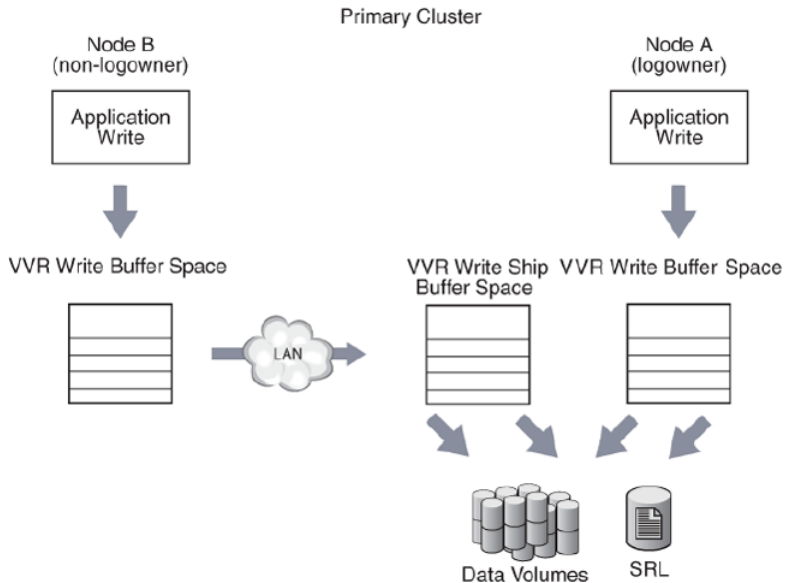 Primary Cluster
Node B
(non-logowner)
Node A
(logowner)
Application
Write
Application
Write
VVR Write Buffer Space
VVR Write Ship
Buffer Space
VVR Write Buffer Space
LAN
Data Volumes
SRL